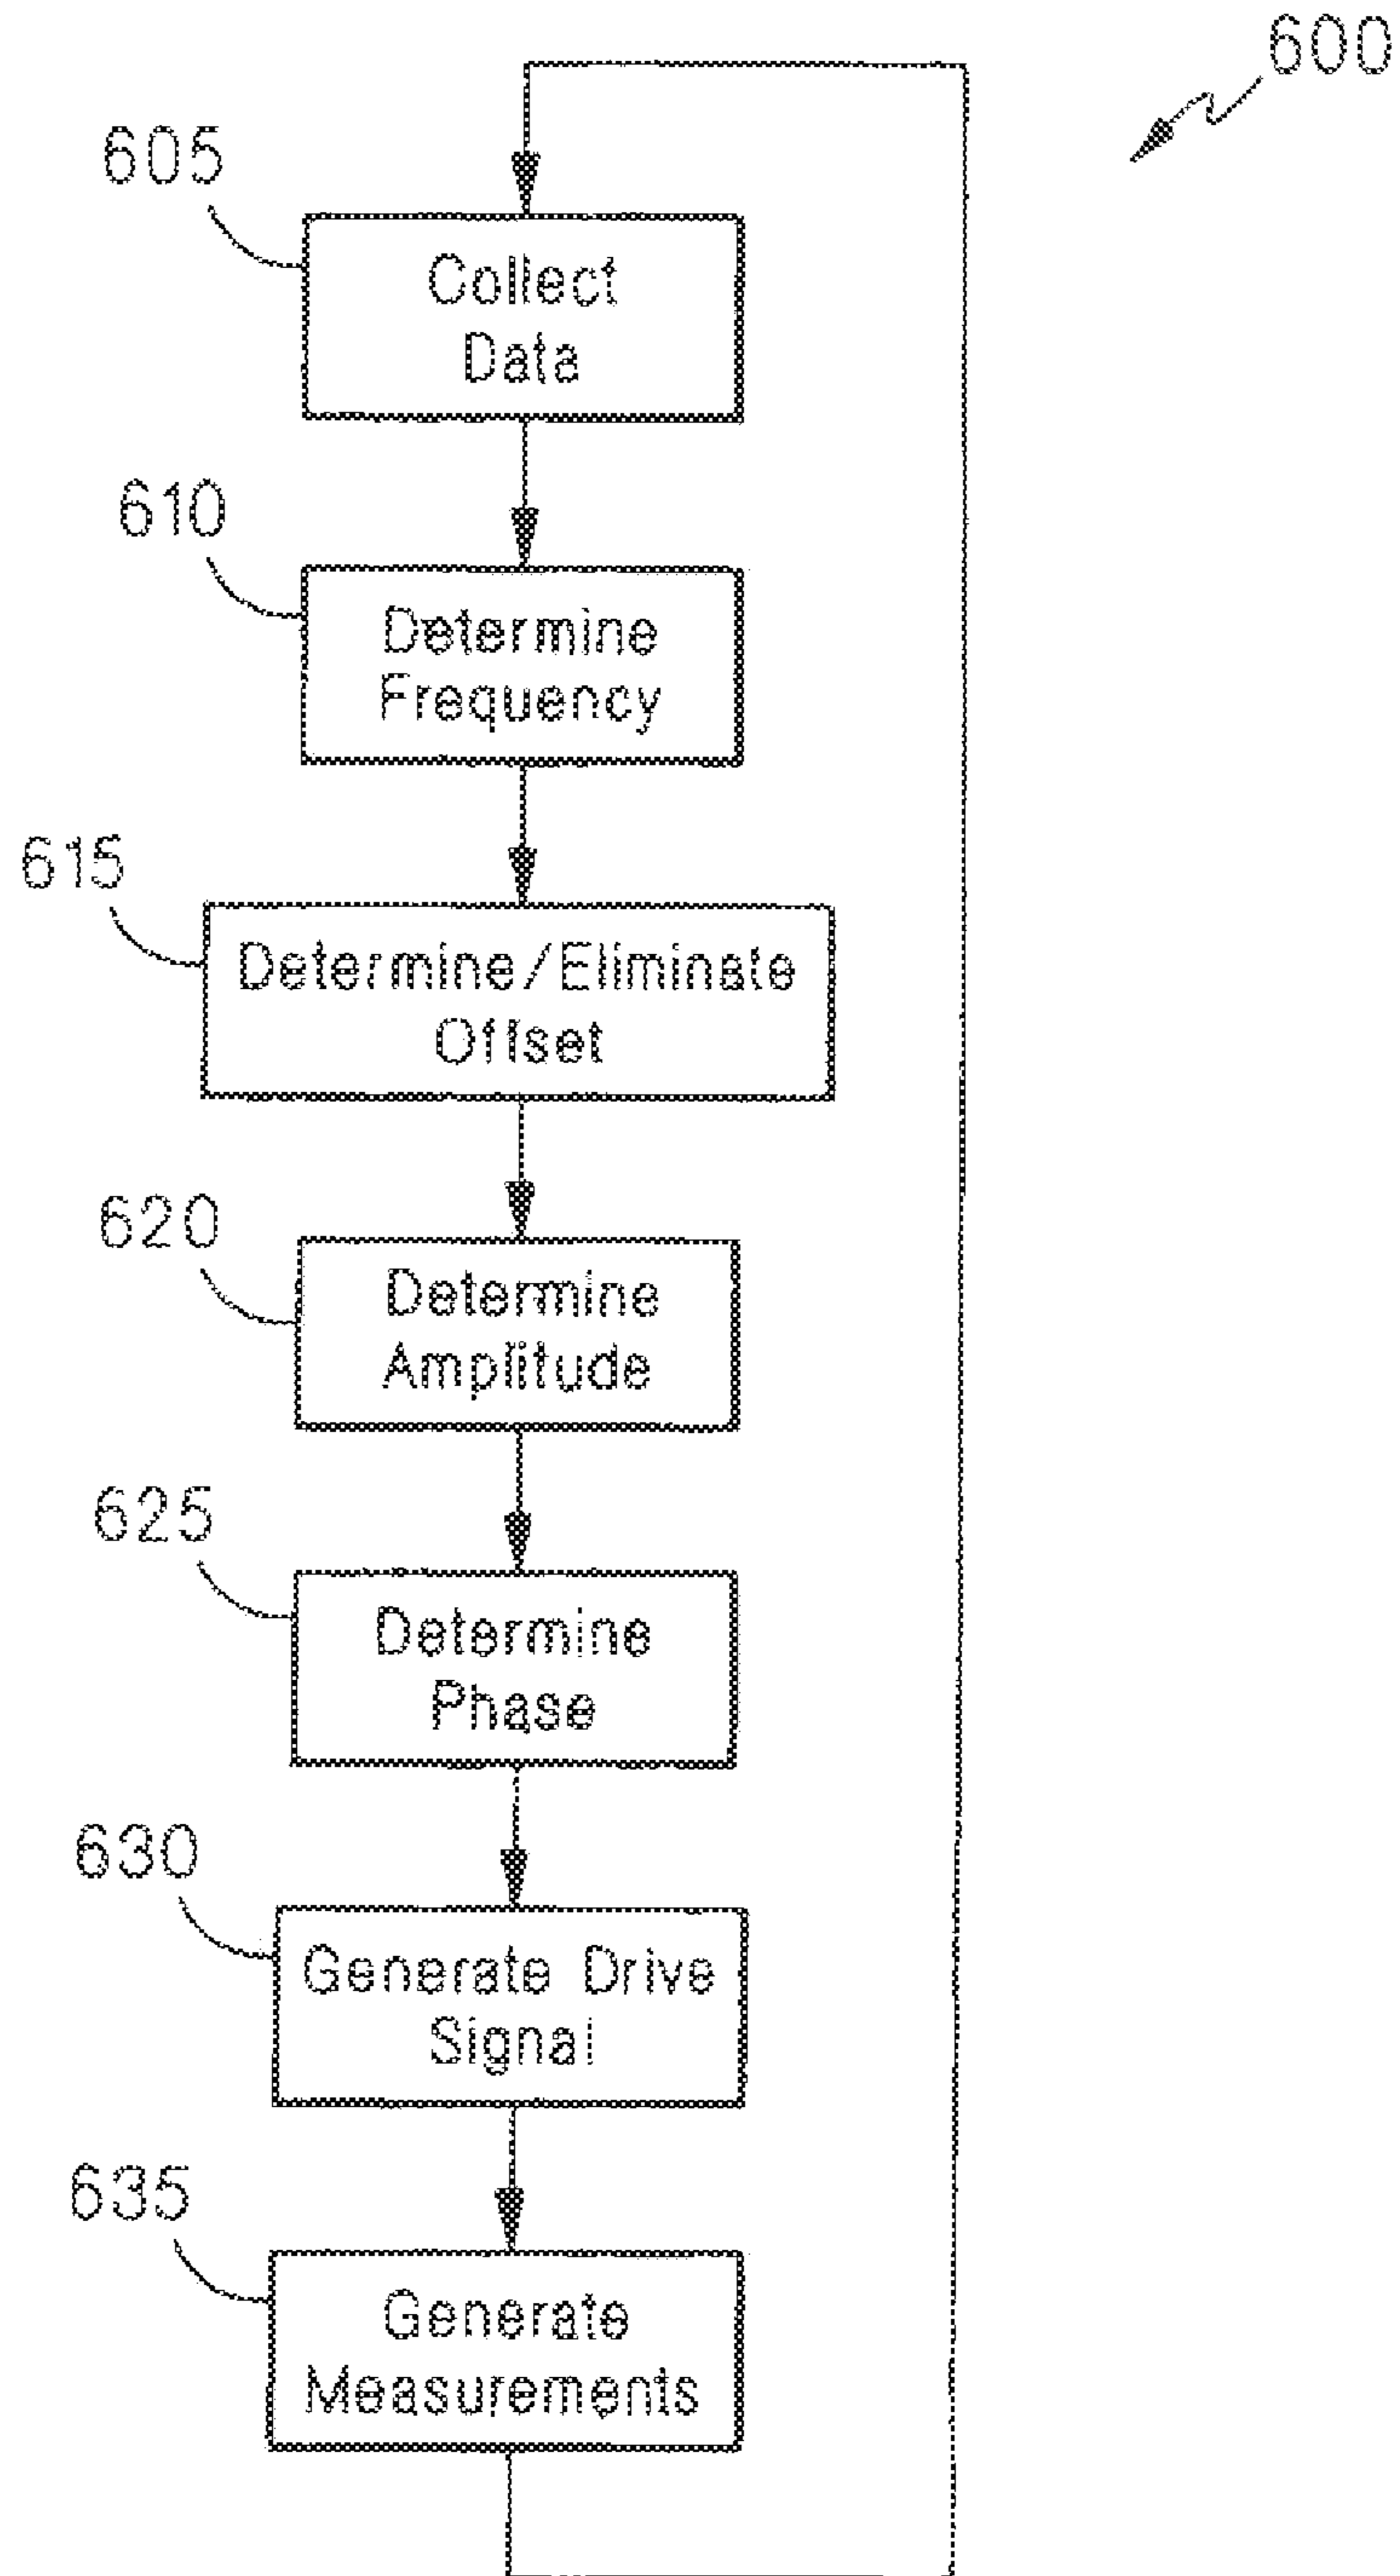 600
605
Collect
Data
610
Determine
Frequency
615
Determine/Eliminate
Offset
620
Determine
Amplitude
625
Determine
Phase
630
Generate Drive
Signal
635
Generate
Measurements